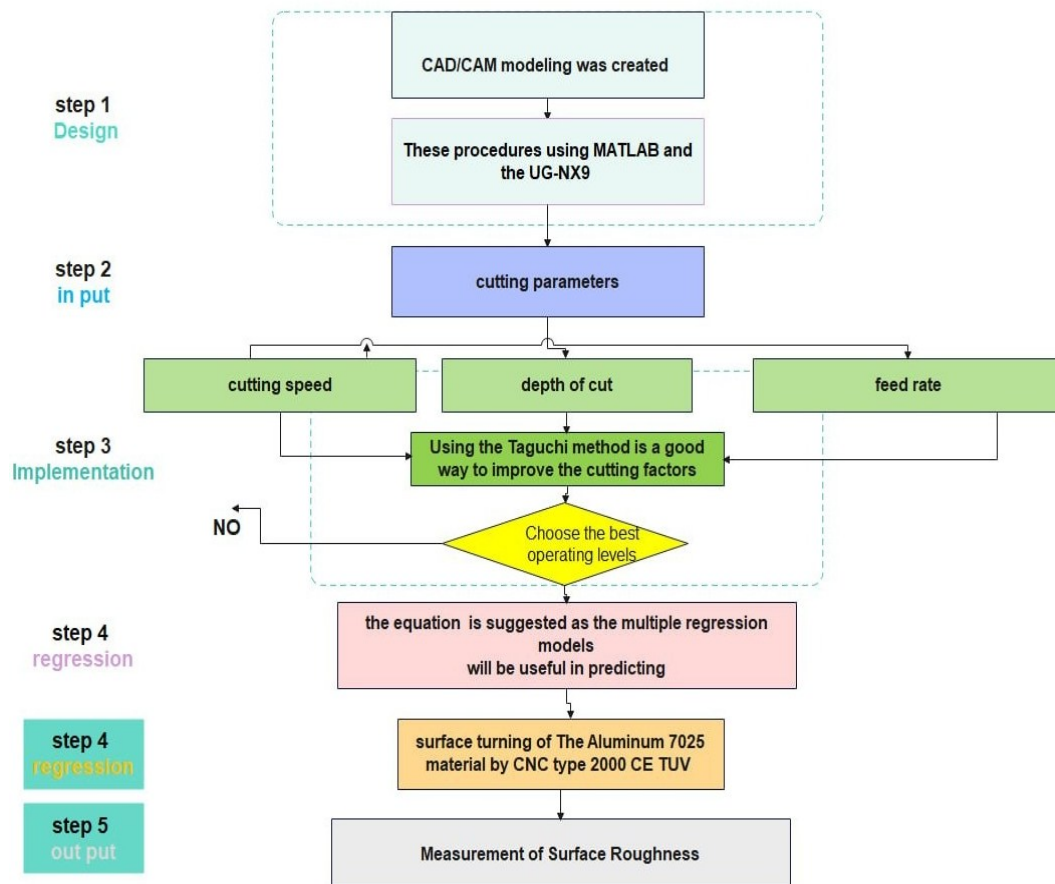 CAD/CAM modeling was created
step 1
Design
These procedures using MATLAB and
the UG-NX9
step 2
in put
cutting parameters
cutting speed
depth of cut
feed rate
step 3
Implementation
Using the Taguchi method is a good
way to improve the cutting factors
NO
Choose the best
operating levels
step 4
regression
the equation is suggested as the multiple regression
models
will be useful in predicting
step 4
regression
surface turning of The Aluminum 7025
material by CNC type 2000 CE TUV
step 5
out put
Measurement of Surface Roughness